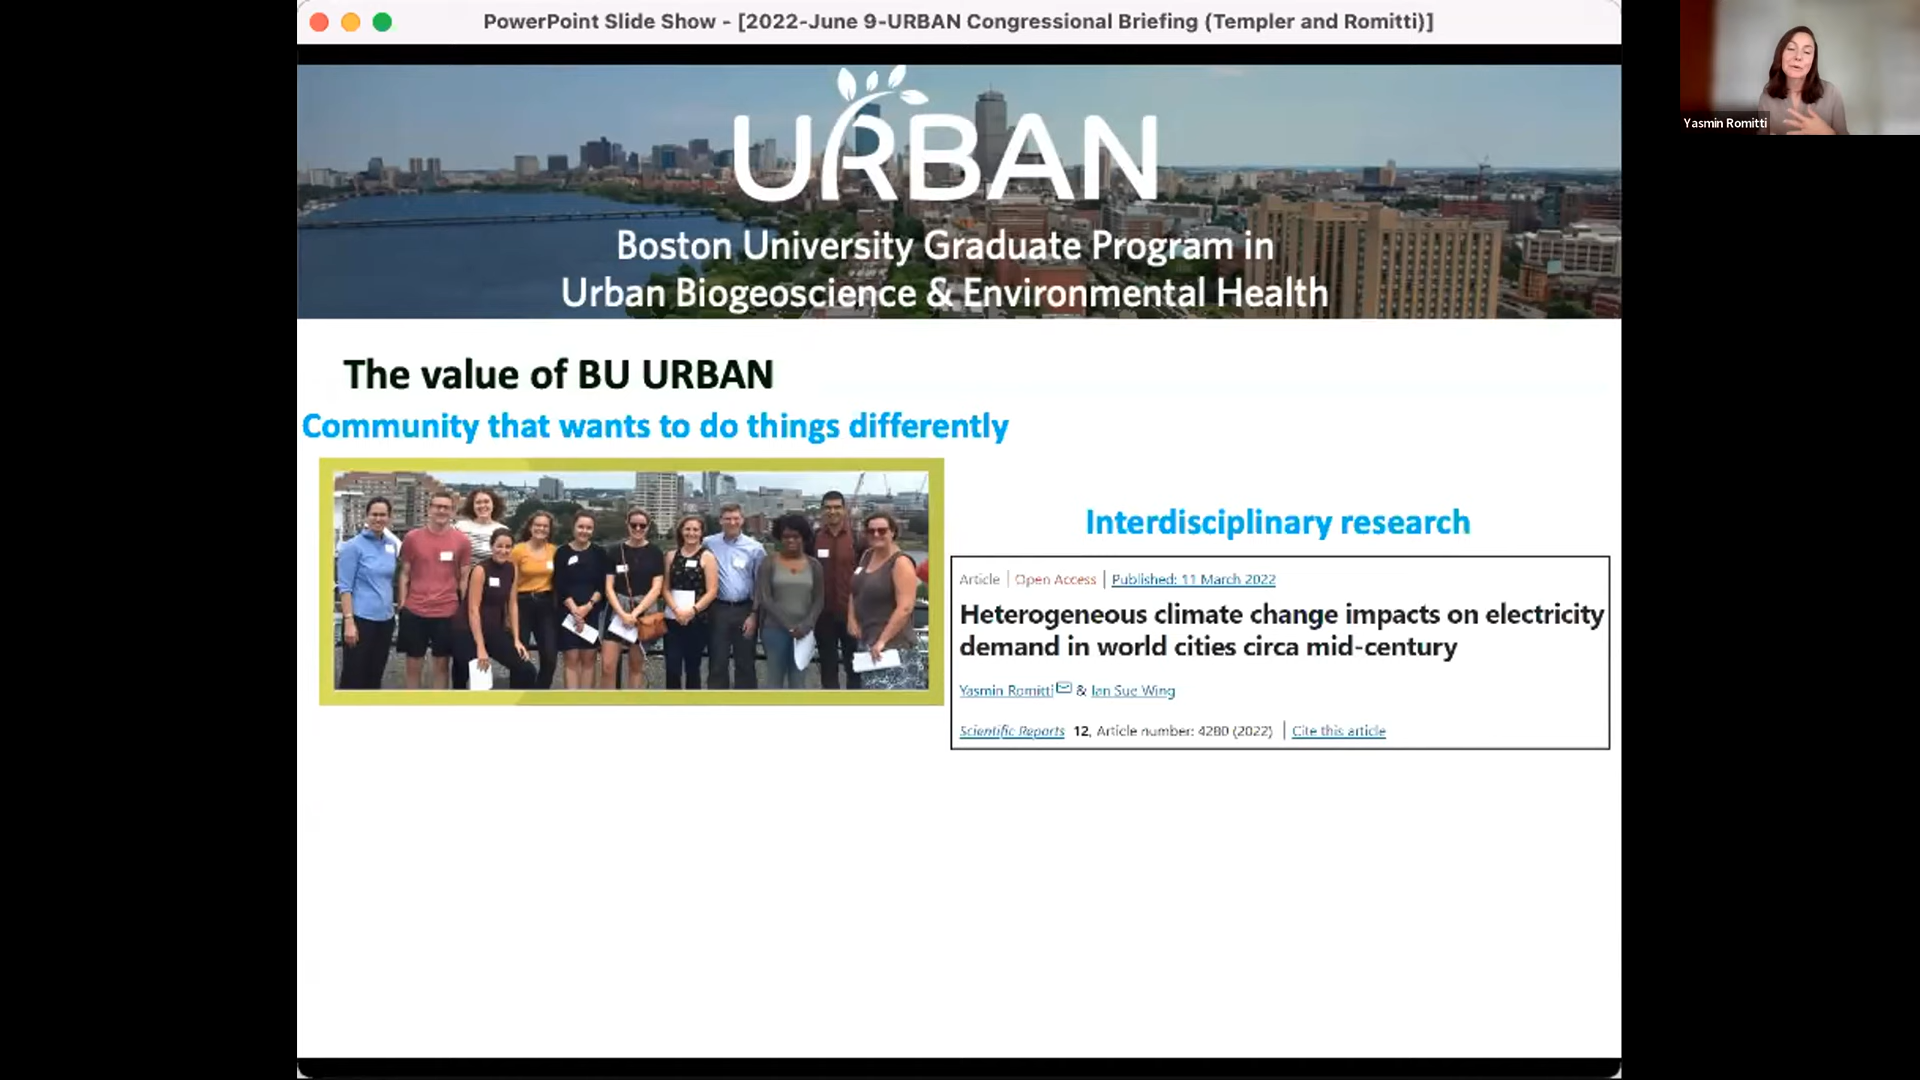 PowerPoint Slide Show - [2022-June 9-URBAN Congressional Briefing (Templer and Romitti)]
URBAN
Boston University Graduate Program in
Urban Biogeoscience & Environmental Health
The value of BU URBAN
Community that wants to do things differently
Interdisciplinary research
Article | Open Access | Published: 11 March 2022
Heterogeneous climate change impacts on electricity
demand in world cities circa mid-century
Yasmin Romitti & Ian Sue Wing
Scientific Reports 12, Article number: 4280 (2022) | Cite this article
Yasmin Romitti